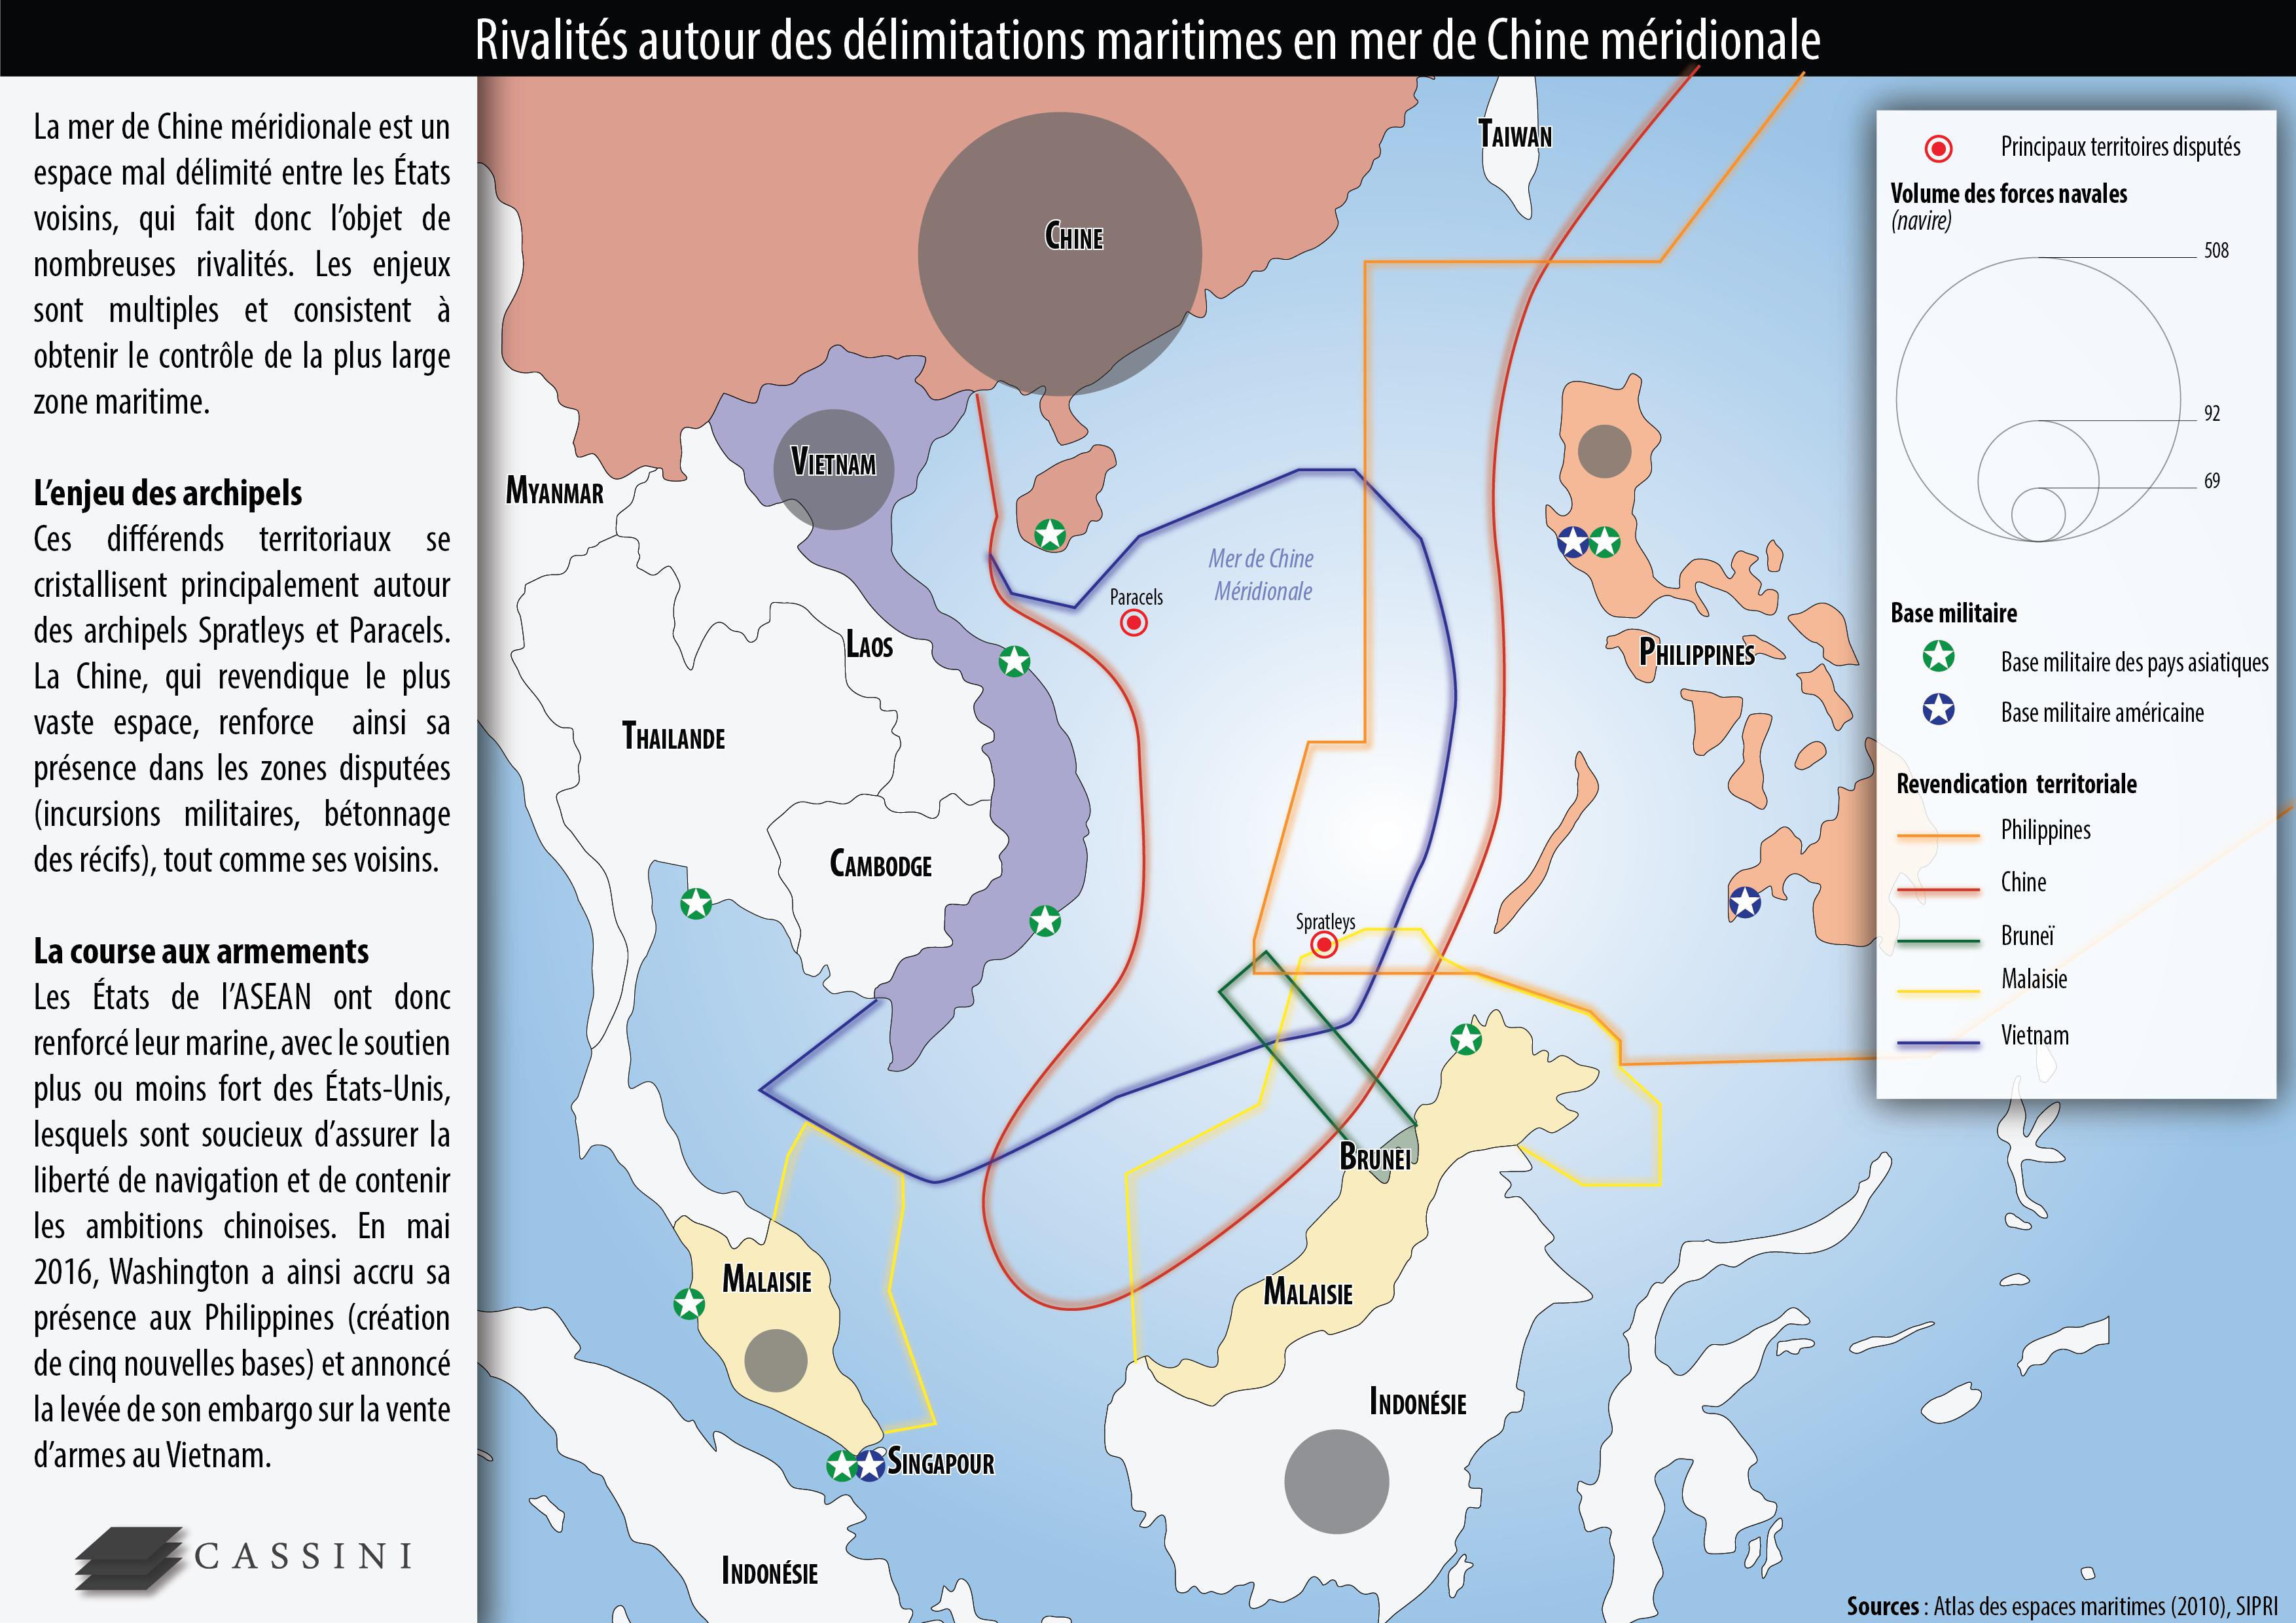 Rivalités autour des délimitations maritimes en mer de Chine méridionale
La mer de Chine méridionale est un
espace mal délimité entre les États
voisins, qui fait donc l'objet de
nombreuses rivalités. Les enjeux
sont multiples et consistent à
obtenir le contrôle de la plus large
zone maritime.
L'enjeu des archipels
Ces différends territoriaux se
cristallisent principalement autour
des archipels Spratleys et Paracels.
La Chine, qui revendique le plus
vaste espace, renforce ainsi sa
présence dans les zones disputées
(incursions militaires, bétonnage
des récifs), tout comme ses voisins.
La course aux armements
Les États de l'ASEAN ont donc
renforcé leur marine, avec le soutien
plus ou moins fort des États-Unis,
lesquels sont soucieux d'assurer la
liberté de navigation et de contenir
les ambitions chinoises. En mai
2016, Washington a ainsi accru sa
présence aux Philippines (création
de cinq nouvelles bases) et annoncé
la levée de son embargo sur la vente
d'armes au Vietnam.
CASSINI
TAIWAN
CHINE
VIETNAM
MYANMAR
Mer de Chine
Méridionale
Paracels
LAOS
PHILIPPINES
THAILANDE
CAMBODGE
Spratleys
BRUNEÏ
MALAISIE
MALAISIE
INDONÉSIE
SINGAPOUR
INDONÉSIE
Principaux territoires disputés
Volume des forces navales
(navire)
508
92
69
Base militaire
Base militaire des pays asiatiques
Base militaire américaine
Revendication territoriale
Philippines
Chine
Bruneï
Malaisie
Vietnam
Sources : Atlas des espaces maritimes (2010), SIPRI